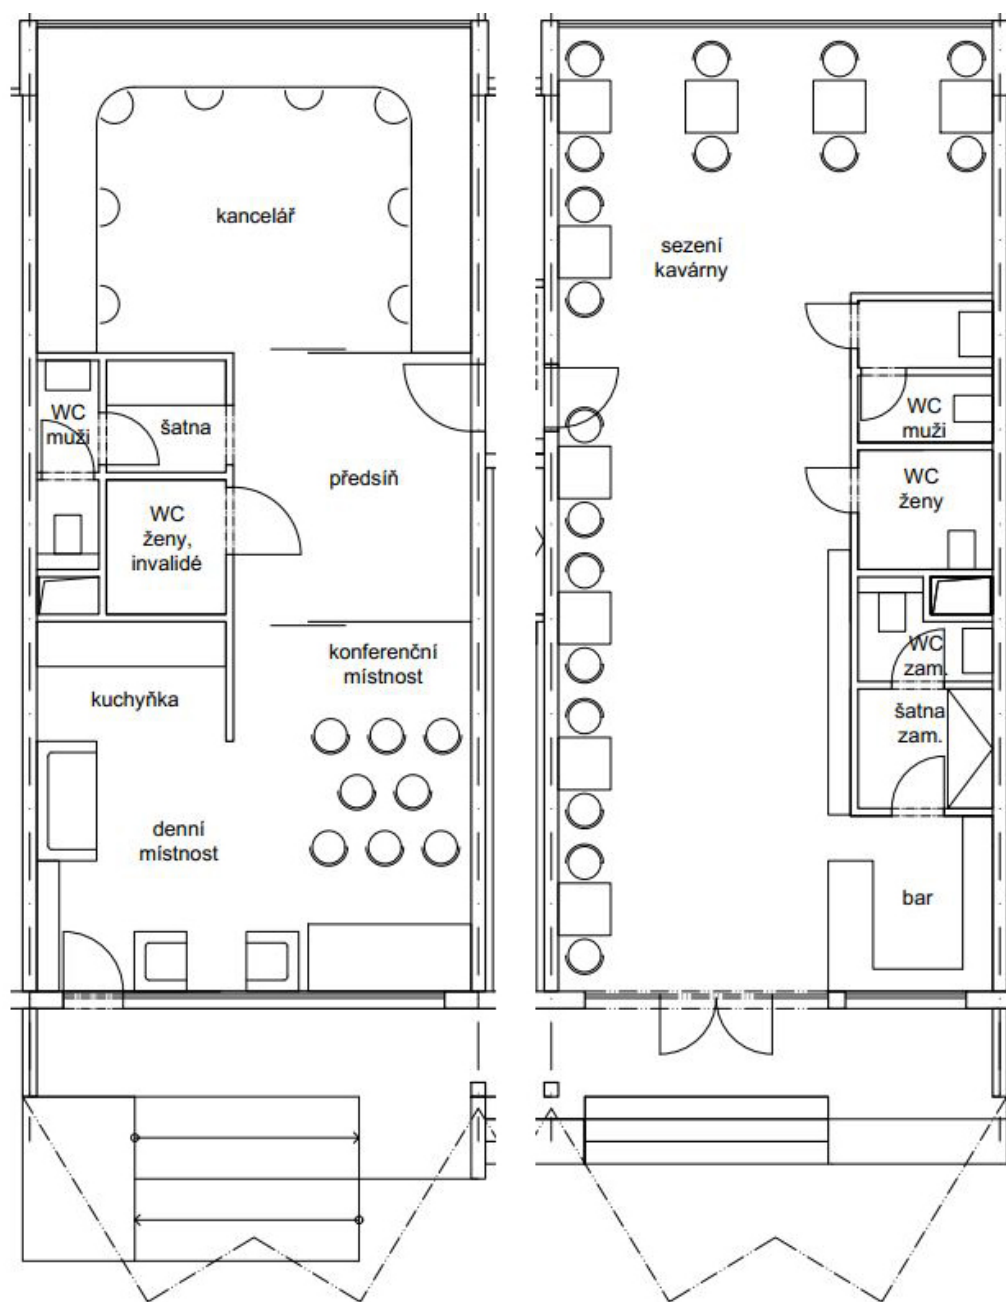 kancelář
WC
muži
šatna
předsíň
WC
ženy,
invalidé
konferenční
místnost
kuchyňka
denní
místnost
sezení
kavárny
WC
muži
WC
ženy
WC
zam.
šatna
zam.
bar